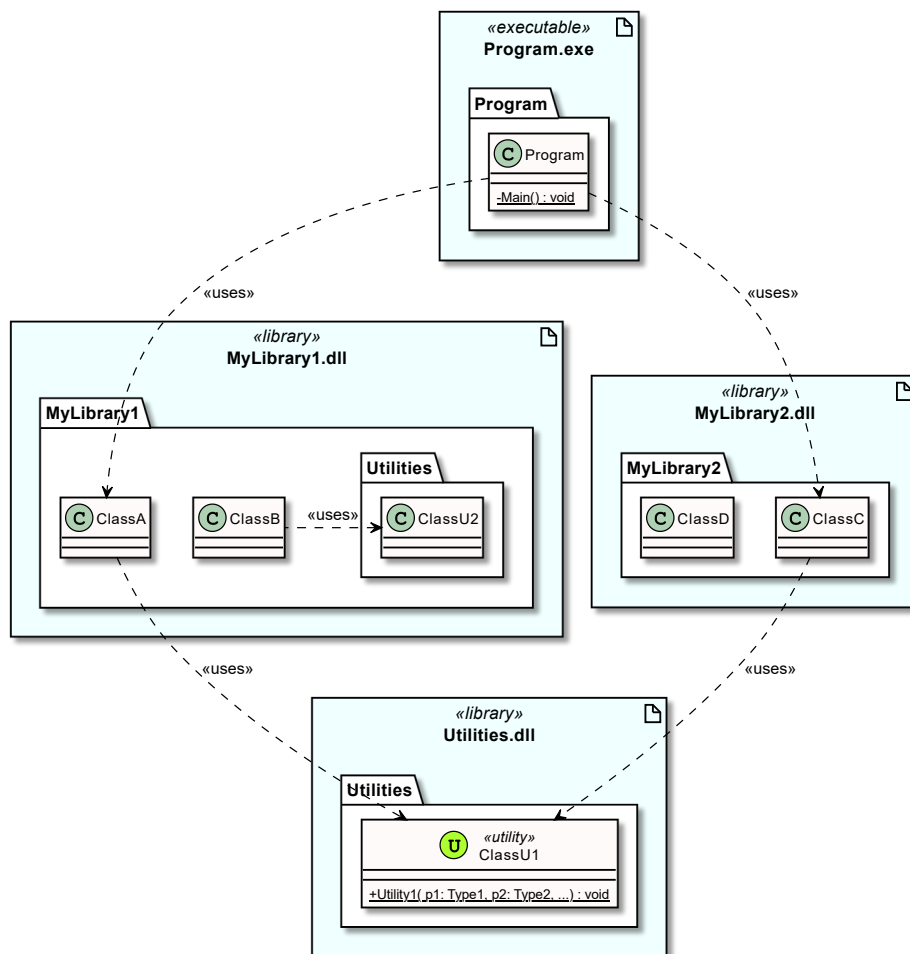 «executable»
Program.exe
Program
C Program
-Main() : void
«uses»
«uses»
«library»
MyLibrary1.dll
MyLibrary1
Utilities
C ClassA
C ClassB
«uses»
C ClassU2
«library»
MyLibrary2.dll
MyLibrary2
C ClassD
C ClassC
«uses»
«uses»
«library»
Utilities.dll
Utilities
U «utility»
ClassU1
+Utility1( p1: Type1, p2: Type2, ...) : void